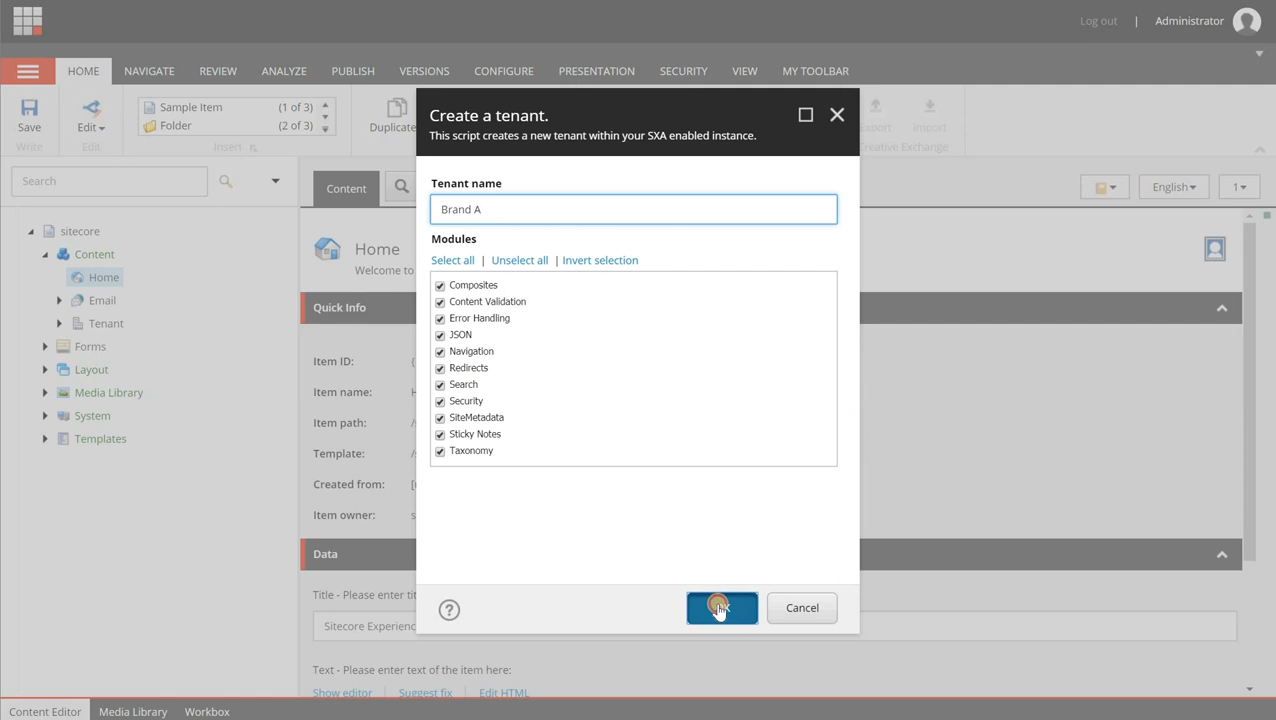 Log out | Administrator
HOME NAVIGATE REVIEW ANALYZE PUBLISH VERSIONS CONFIGURE PRESENTATION SECURITY VIEW MY TOOLBAR
Save
Write
Edit
Edit
Sample Item (1 of 3)
Folder (2 of 3)
Insert
Duplicate
Export
Import
Creative Exchange
Search
Content
English
1
sitecore
Content
Home
Email
Tenant
Forms
Layout
Media Library
System
Templates
Home
Welcome to
Quick Info
Item ID:
Item name:
Item path:
Template:
Created from:
Item owner:
Data
Title - Please enter
Sitecore Experienc
Text - Please enter text of the item here:
Show editor Suggest fix Edit HTML
Create a tenant.
This script creates a new tenant within your SXA enabled instance.
Tenant name
Brand A
Modules
Select all | Unselect all | Invert selection
Composites
Content Validation
Error Handling
JSON
Navigation
Redirects
Search
Security
SiteMetadata
Sticky Notes
Taxonomy
?
Cancel
Content Editor Media Library Workbox